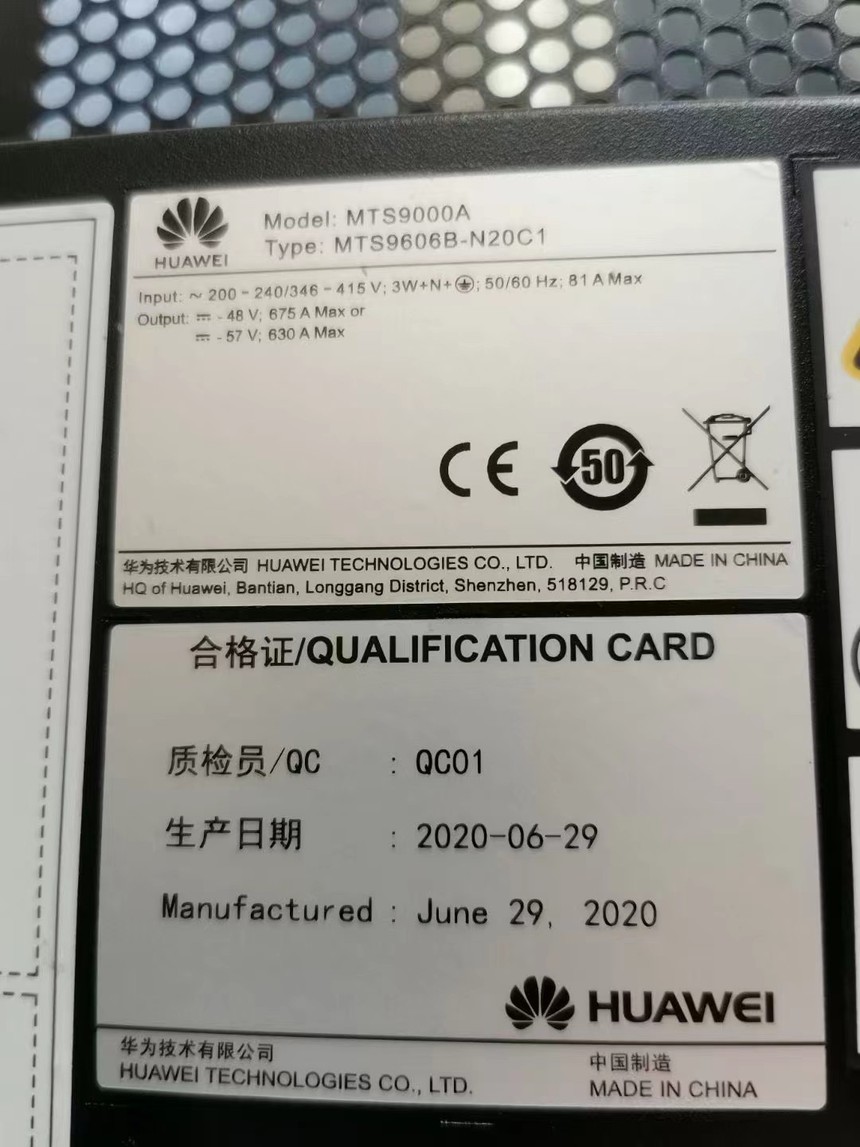 HUAWEI
Model: MTS9000A
Type: MTS9606B-N20C1
Input: ~ 200-240/346-415 V; 3W+N+⏚; 50/60 Hz; 81 A Max
Output: ⎓ -48 V; 675 A Max or
⎓ -57 V; 630 A Max
CE
50
华为技术有限公司 HUAWEI TECHNOLOGIES CO., LTD. 中国制造 MADE IN CHINA
HQ of Huawei, Bantian, Longgang District, Shenzhen, 518129, P.R.C
合格证/QUALIFICATION CARD
质检员/QC : QC01
生产日期 : 2020-06-29
Manufactured : June 29, 2020
HUAWEI
华为技术有限公司 中国制造
HUAWEI TECHNOLOGIES CO., LTD. MADE IN CHINA